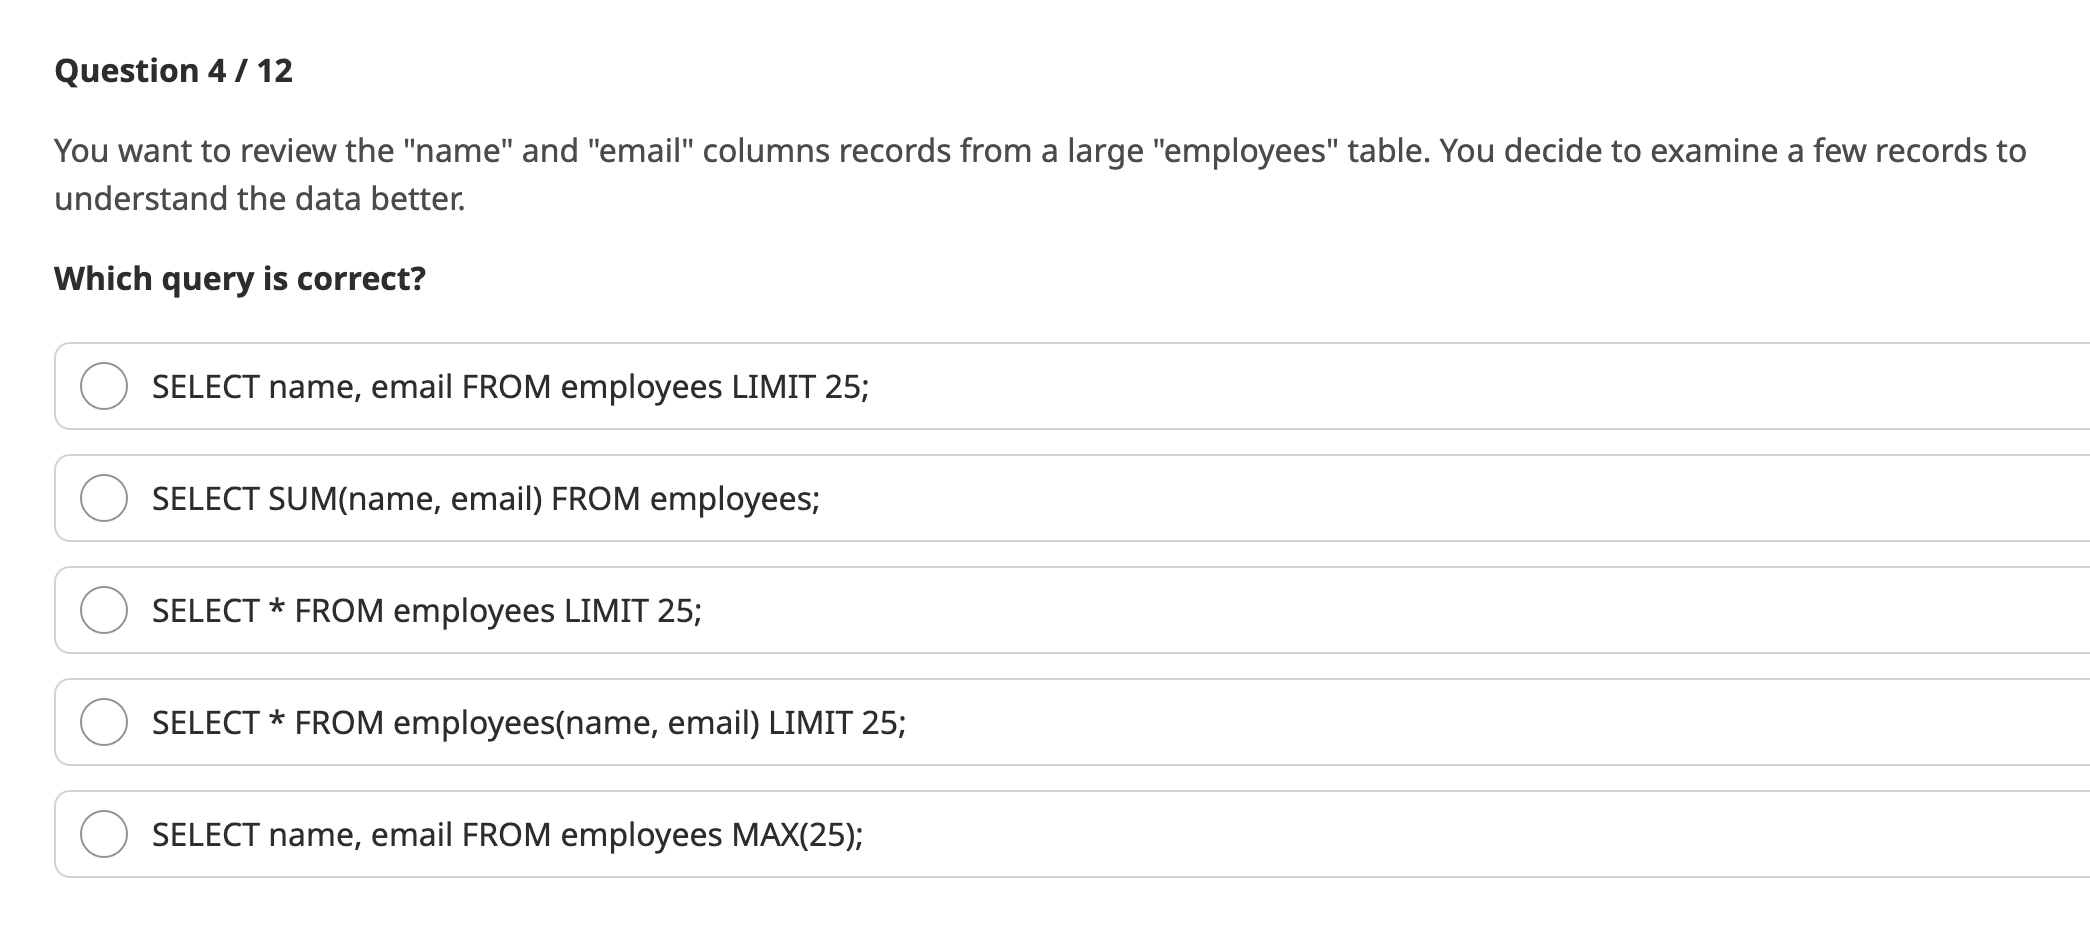 Question 4 / 12
You want to review the "name" and "email" columns records from a large "employees" table. You decide to examine a few records to
understand the data better.
Which query is correct?
SELECT name, email FROM employees LIMIT 25;
SELECT SUM(name, email) FROM employees;
SELECT * FROM employees LIMIT 25;
SELECT * FROM employees(name, email) LIMIT 25;
SELECT name, email FROM employees MAX(25);